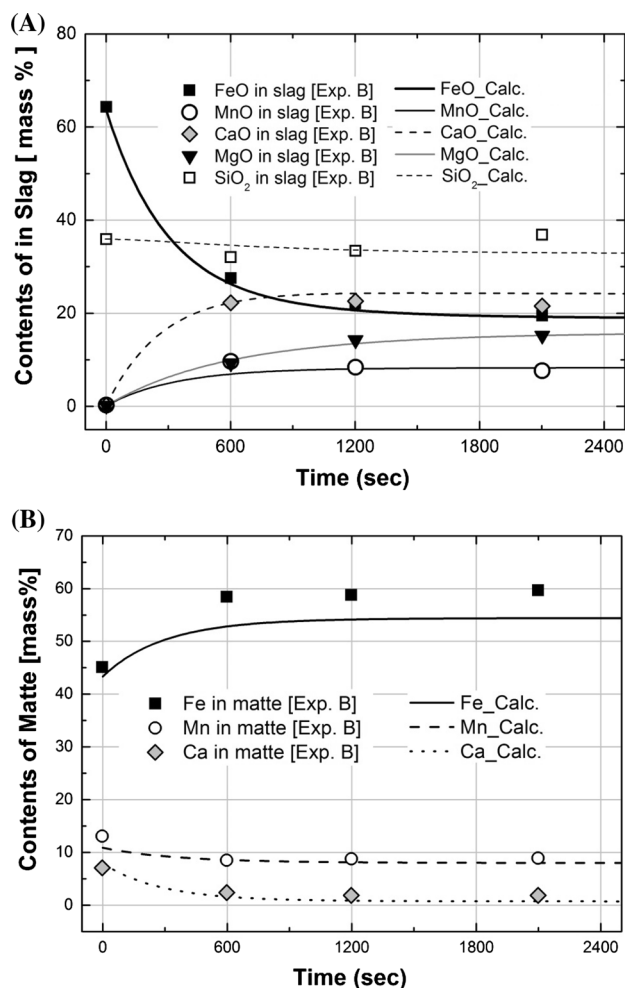 (A)
80
60
40
20
0
Contents of in Slag [ mass % ]
FeO in slag [Exp. B]
MnO in slag [Exp. B]
CaO in slag [Exp. B]
MgO in slag [Exp. B]
SiO₂ in slag [Exp. B]
FeO_Calc.
MnO_Calc.
CaO_Calc.
MgO_Calc.
SiO₂_Calc.
0 600 1200 1800 2400
Time (sec)
(B)
70
60
50
40
30
20
10
0
Contents of Matte [mass%]
Fe in matte [Exp. B]
Mn in matte [Exp. B]
Ca in matte [Exp. B]
Fe_Calc.
Mn_Calc.
Ca_Calc.
0 600 1200 1800 2400
Time (sec)